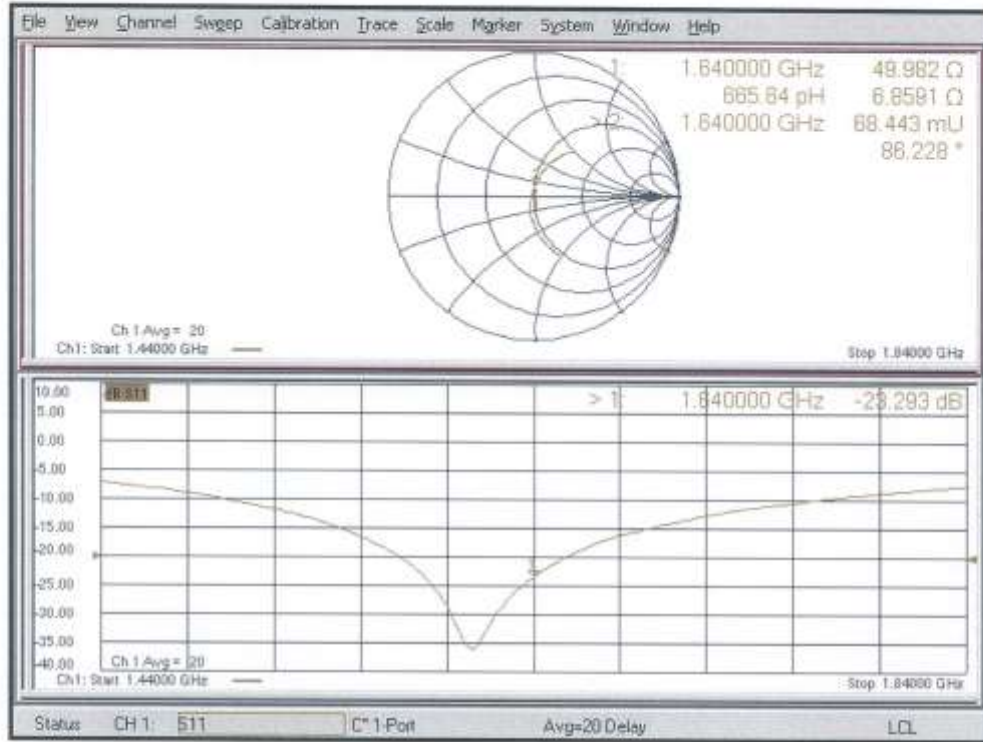 File View Channel Sweep Calibration Trace Scale Marker System Window Help
1 1.640000 GHz 49.982 Ω
665.84 pH 6.8591 Ω
> 2 1.640000 GHz 68.443 mU
86.228 °
Ch 1 Avg = 20
Ch1: Start 1.44000 GHz Stop 1.84000 GHz
10.00 dB-S11 > 1: 1.640000 GHz -23.293 dB
5.00
0.00
-5.00
-10.00
-15.00
-20.00
-25.00
-30.00
-35.00
-40.00 Ch 1 Avg = 20
Ch1: Start 1.44000 GHz Stop 1.84000 GHz
Status CH 1: S11 C* 1-Port Avg=20 Delay LCL